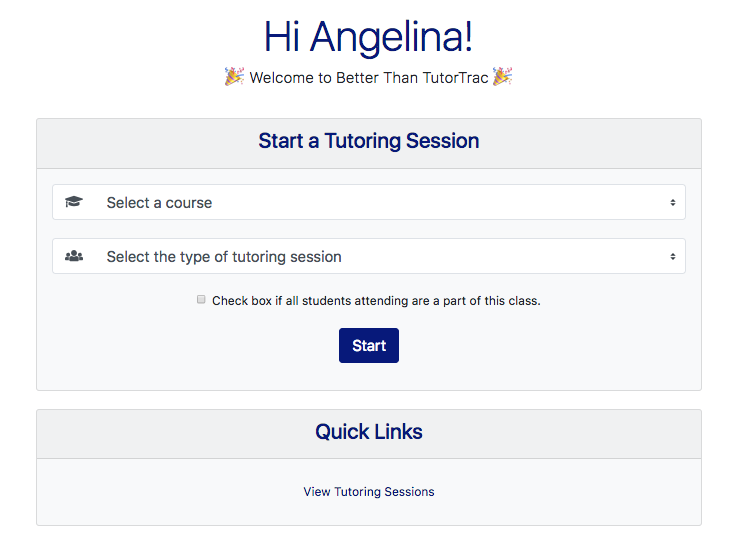 Hi Angelina!
🎉 Welcome to Better Than TutorTrac 🎉
Start a Tutoring Session
Select a course
Select the type of tutoring session
Check box if all students attending are a part of this class.
Start
Quick Links
View Tutoring Sessions